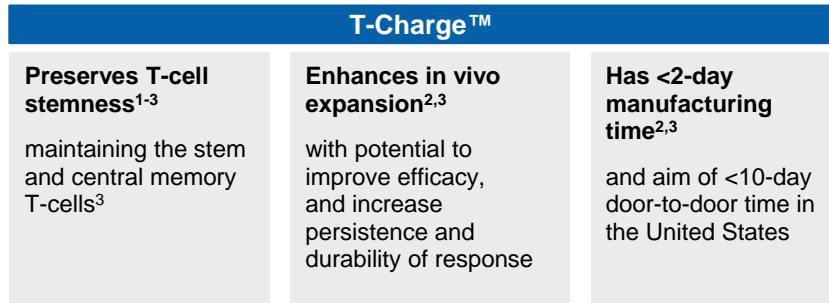 T-Charge™
Preserves T-cell
stemness1-3
maintaining the stem
and central memory
T-cells3
Enhances in vivo
expansion2,3
with potential to
improve efficacy,
and increase
persistence and
durability of response
Has <2-day
manufacturing
time2,3
and aim of <10-day
door-to-door time in
the United States